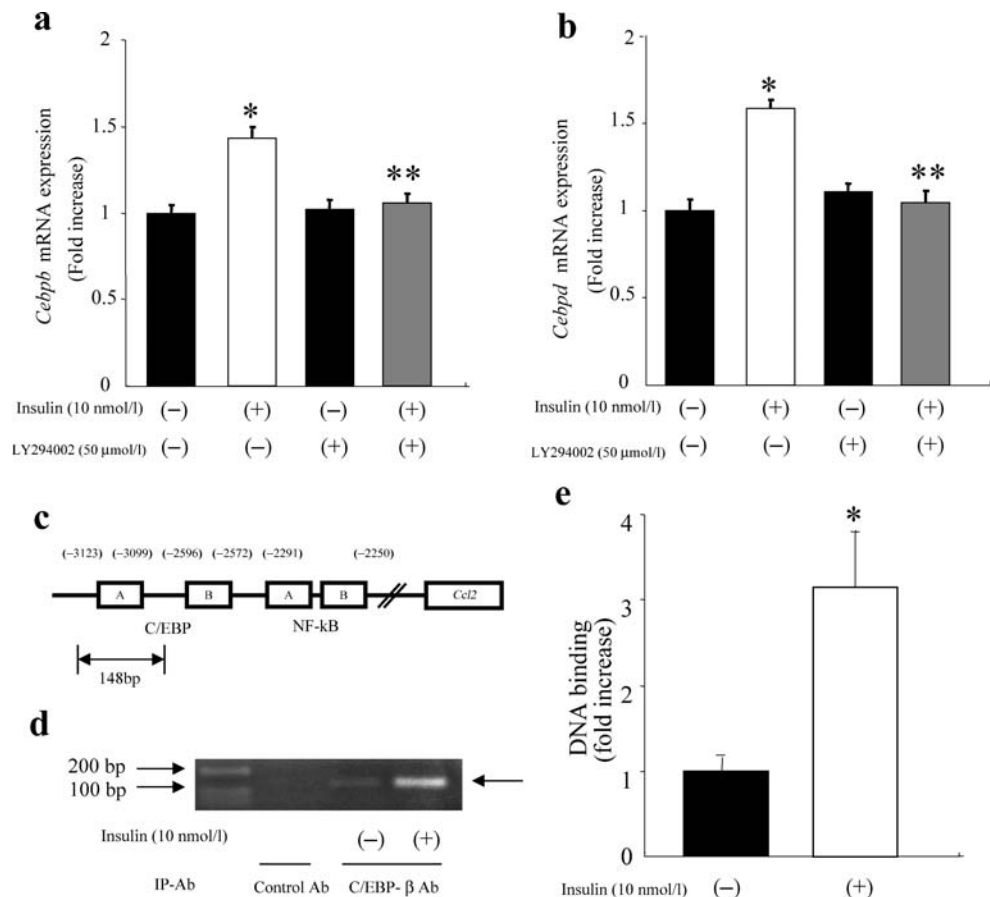 a
2
1.5
1
0.5
0
Cebpb mRNA expression
(Fold increase)
*
**
Insulin (10 nmol/l) (–) (+) (–) (+)
LY294002 (50 μmol/l) (–) (–) (+) (+)
b
2
1.5
1
0.5
0
Cebpd mRNA expression
(Fold increase)
*
**
Insulin (10 nmol/l) (–) (+) (–) (+)
LY294002 (50 μmol/l) (–) (–) (+) (+)
c
(–3123) (–3099) (–2596) (–2572) (–2291) (–2250)
A B A B Ccl2
C/EBP NF-kB
148bp
d
200 bp
100 bp
Insulin (10 nmol/l) (–) (+)
IP-Ab Control Ab C/EBP- β Ab
e
4
3
2
1
0
DNA binding
(fold increase)
*
Insulin (10 nmol/l) (–) (+)